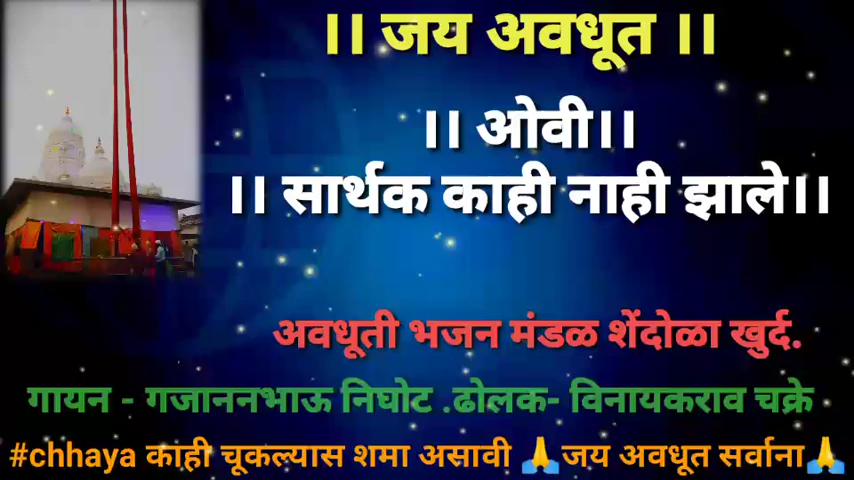 ।। जय अवधूत ।।
।। ओवी।।
।। सार्थक काही नाही झाले।।
अवधूती भजन मंडळ शेंदोळा खुर्द.
गायन - गजाननभाऊ निघोट .ढोलक- विनायकराव चक्रे
#chhaya काही चूकल्यास शमा असावी 🙏जय अवधूत सर्वाना🙏